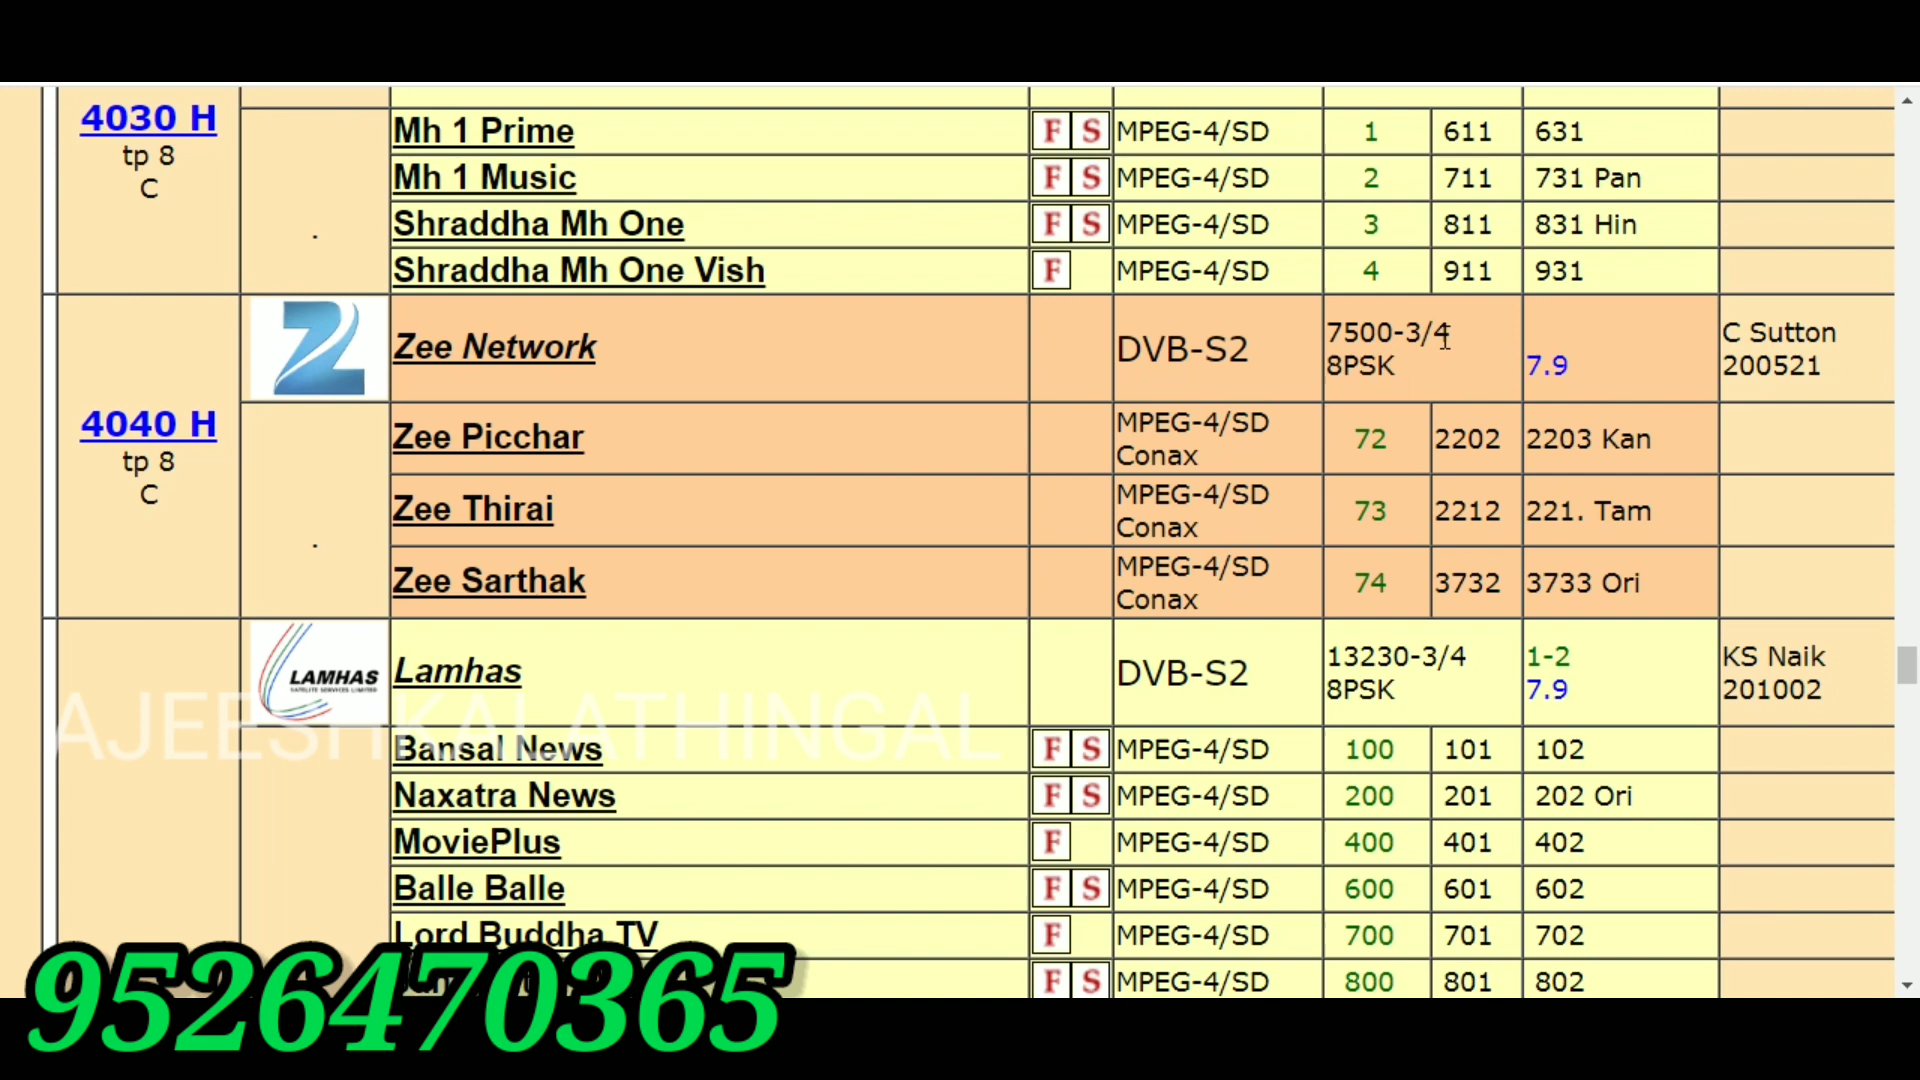 4030 H
tp 8
C
.
Mh 1 Prime F S MPEG-4/SD 1 611 631
Mh 1 Music F S MPEG-4/SD 2 711 731 Pan
Shraddha Mh One F S MPEG-4/SD 3 811 831 Hin
Shraddha Mh One Vish F MPEG-4/SD 4 911 931
4040 H
tp 8
C
.
Zee Network DVB-S2 7500-3/4 C Sutton
8PSK 7.9 200521
Zee Picchar MPEG-4/SD 72 2202 2203 Kan
Conax
Zee Thirai MPEG-4/SD 73 2212 221. Tam
Conax
Zee Sarthak MPEG-4/SD 74 3732 3733 Ori
Conax
LAMHAS
SATELITE SERVICES LIMITED
Lamhas DVB-S2 13230-3/4 1-2 KS Naik
8PSK 7.9 201002
AJEESHKALATHINGAL
Bansal News F S MPEG-4/SD 100 101 102
Naxatra News F S MPEG-4/SD 200 201 202 Ori
MoviePlus F MPEG-4/SD 400 401 402
Balle Balle F S MPEG-4/SD 600 601 602
Lord Buddha TV F MPEG-4/SD 700 701 702
F S MPEG-4/SD 800 801 802
9526470365